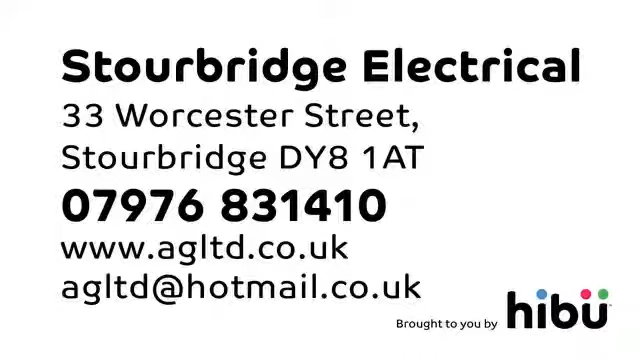 Stourbridge Electrical
33 Worcester Street,
Stourbridge DY8 1AT
07976 831410
www.agltd.co.uk
agltd@hotmail.co.uk
Brought to you by hibü